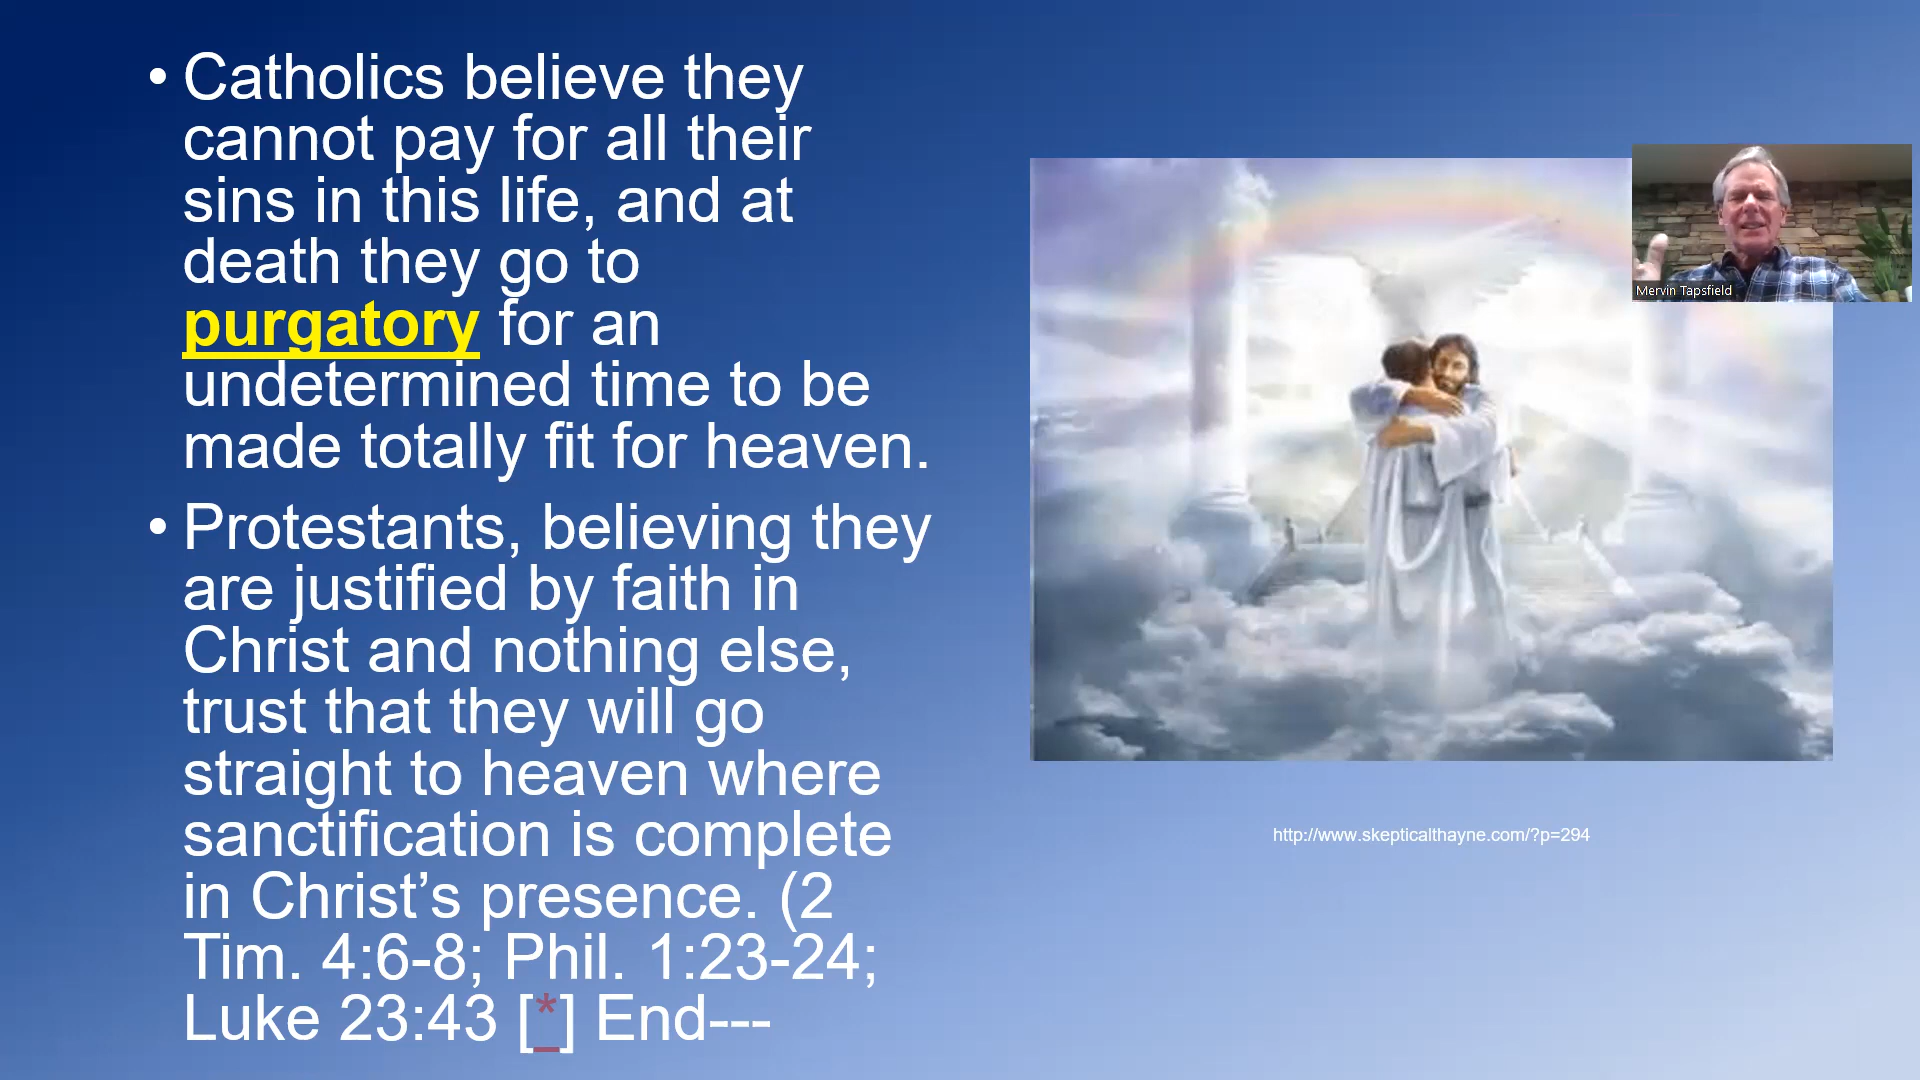 • Catholics believe they
cannot pay for all their
sins in this life, and at
death they go to
purgatory for an
undetermined time to be
made totally fit for heaven.
• Protestants, believing they
are justified by faith in
Christ and nothing else,
trust that they will go
straight to heaven where
sanctification is complete
in Christ’s presence. (2
Tim. 4:6-8; Phil. 1:23-24;
Luke 23:43 [*] End---
Mervin Tapsfield
http://www.skepticalthayne.com/?p=294